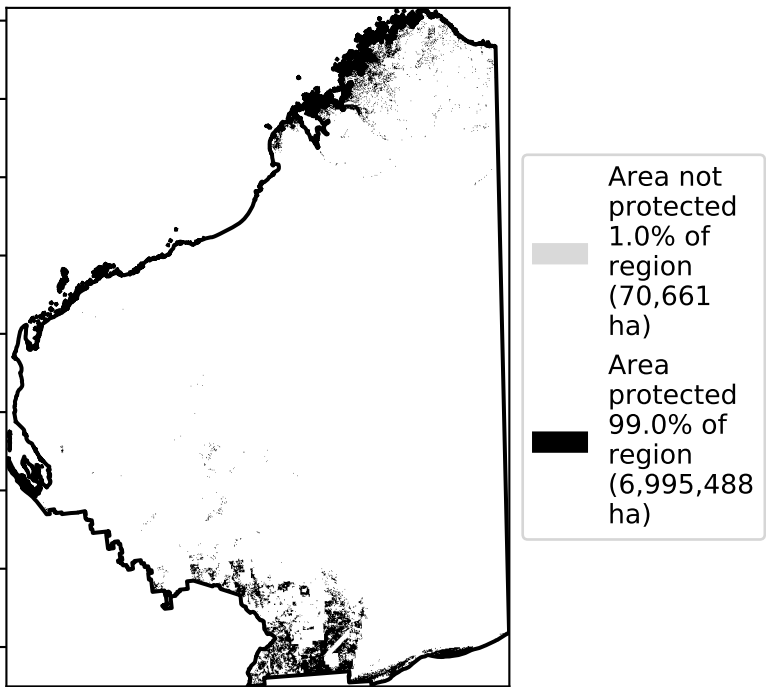 Area not
protected
1.0% of
region
(70,661
ha)
Area
protected
99.0% of
region
(6,995,488
ha)